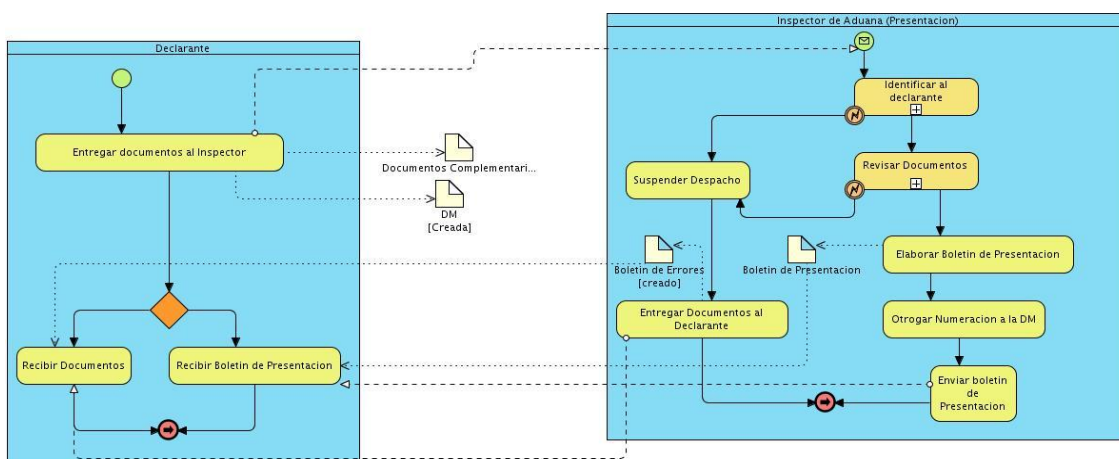 Declarante
Entregar documentos al Inspector
Documentos Complementari...
DM
[Creada]
Recibir Documentos
Recibir Boletin de Presentacion
Inspector de Aduana (Presentacion)
Identificar al
declarante
Revisar Documentos
Suspender Despacho
Boletin de Errores
[creado]
Boletin de Presentacion
Elaborar Boletin de Presentacion
Entregar Documentos al
Declarante
Otrogar Numeracion a la DM
Enviar boletin
de
Presentacion